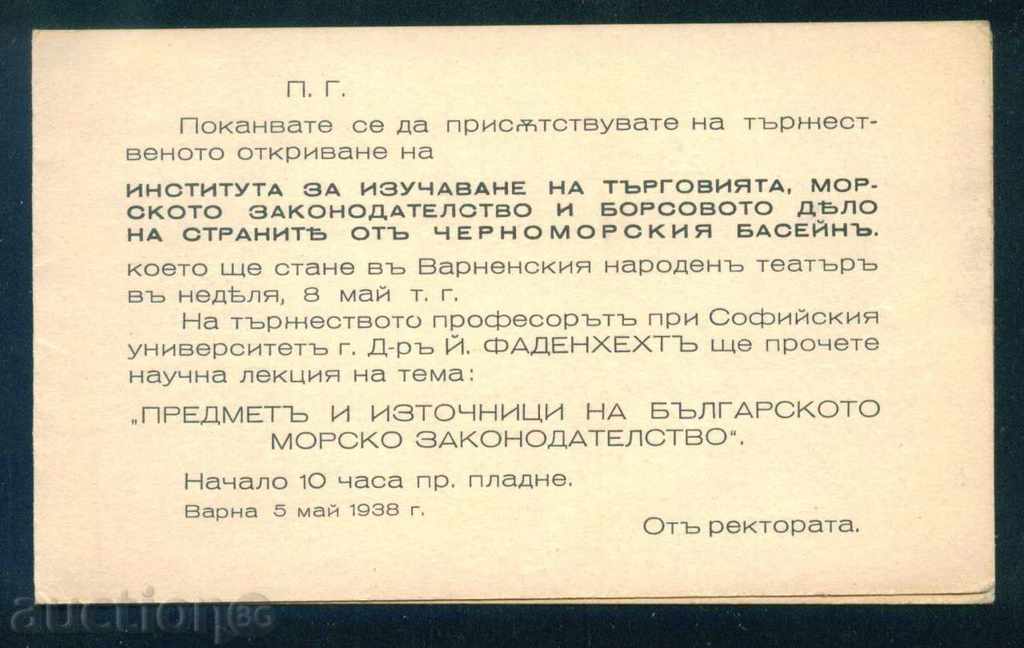 П. Г.
Поканвате се да присѫтствувате на тържест-
веното откриване на
ИНСТИТУТА ЗА ИЗУЧАВАНЕ НА ТЪРГОВИЯТА, МОР-
СКОТО ЗАКОНОДАТЕЛСТВО И БОРСОВОТО ДѢЛО
НА СТРАНИТѢ ОТЪ ЧЕРНОМОРСКИЯ БАСЕЙНЪ.
което ще стане въ Варненския народенъ театъръ
въ недѣля, 8 май т. г.
На тържеството професорътъ при Софийския
университетъ г. Д-ръ Й. ФАДЕНХЕХТЪ ще прочете
научна лекция на тема:
„ПРЕДМЕТЪ И ИЗТОЧНИЦИ НА БЪЛГАРСКОТО
МОРСКО ЗАКОНОДАТЕЛСТВО“.
Начало 10 часа пр. пладне.
Варна 5 май 1938 г.
Отъ ректората.
auctionBG